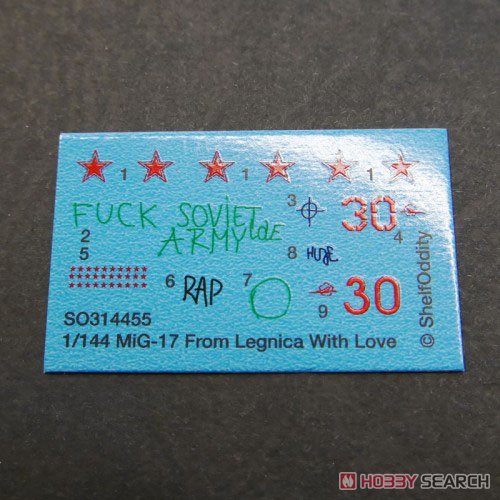 1 1 1
FUCK SOVIET
ARMY
3 30 4
2
5
8 HUJE
6 RAP 7
9 30
SO314455
1/144 MiG-17 From Legnica With Love
© ShelfOddity
HOBBY SEARCH